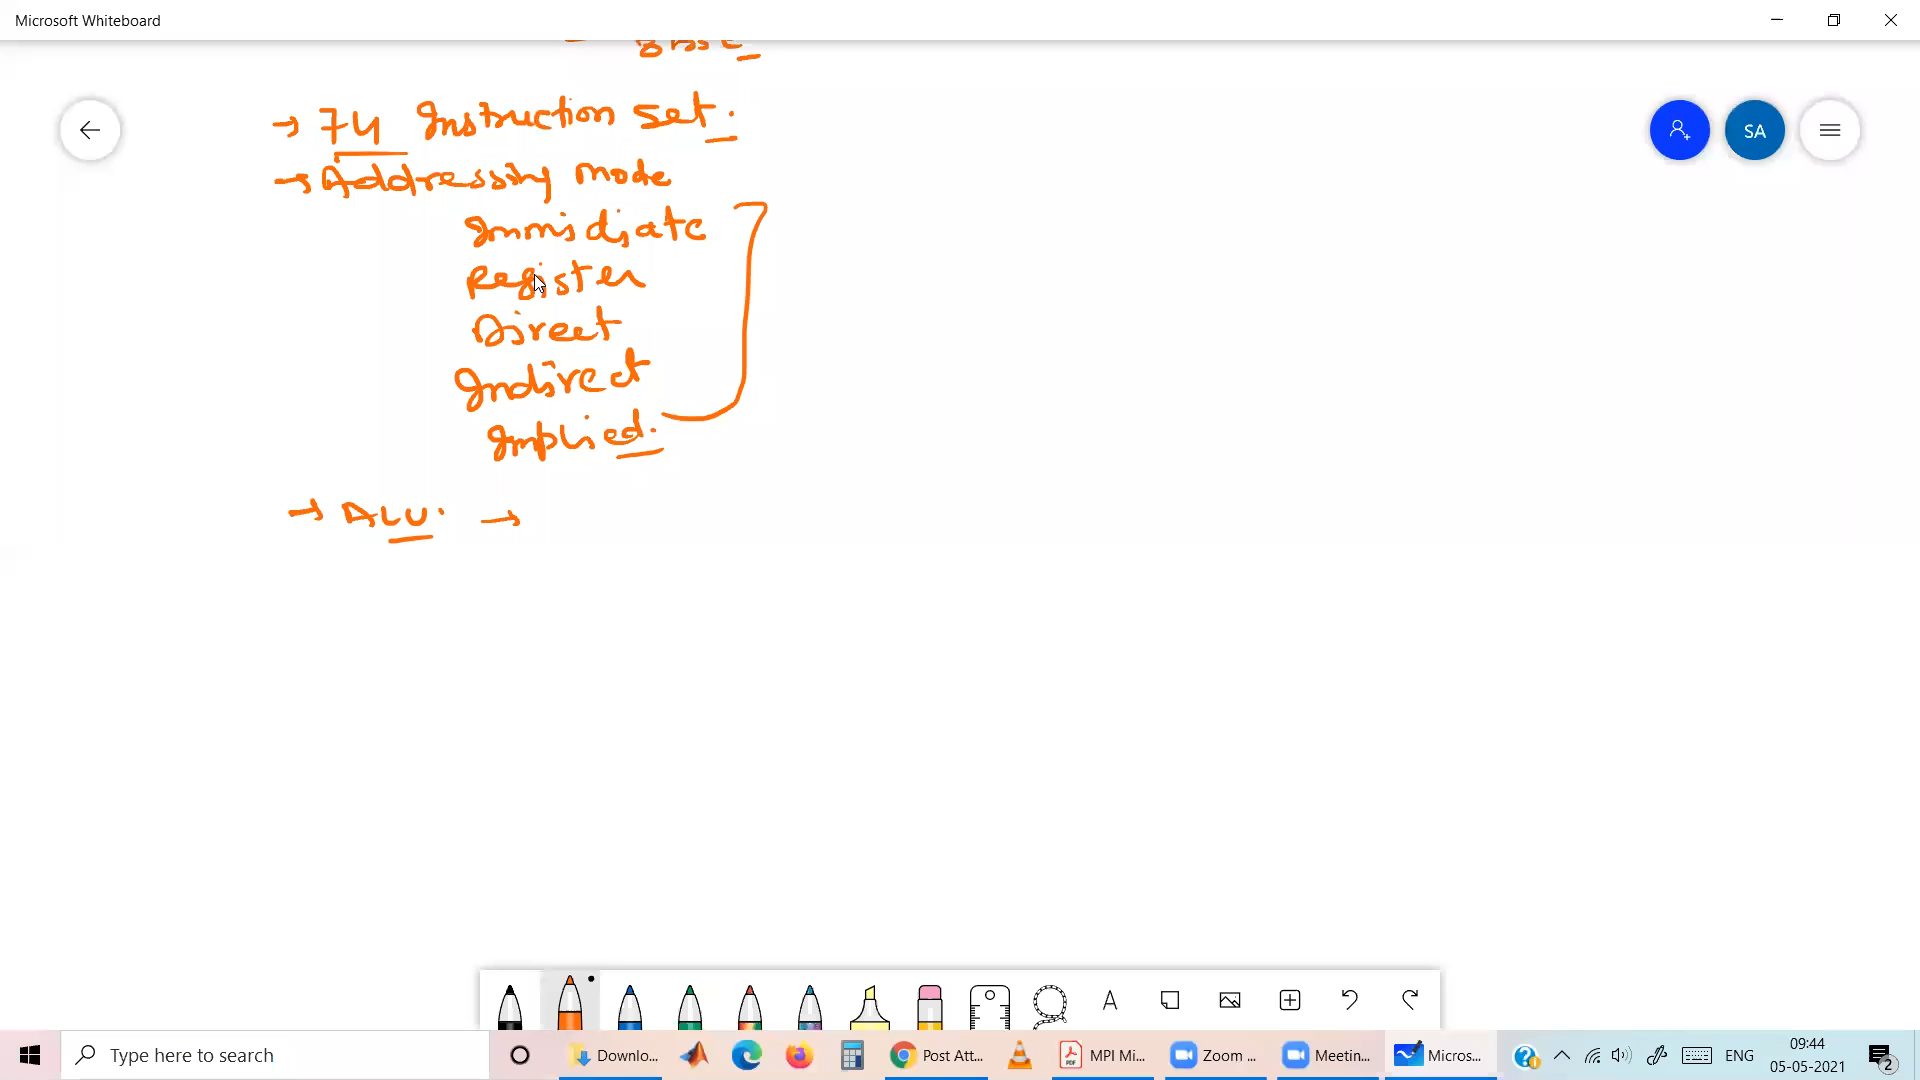 Microsoft Whiteboard
→ 74 Instruction set.
→ Addressing mode
SA
Immidiate
Register
Direct
Indirect
Implied.
→ ALU. →
A
Type here to search
Downlo...
Post Att...
MPI Mi...
Zoom ...
Meetin...
Micros...
ENG
09:44
05-05-2021
2